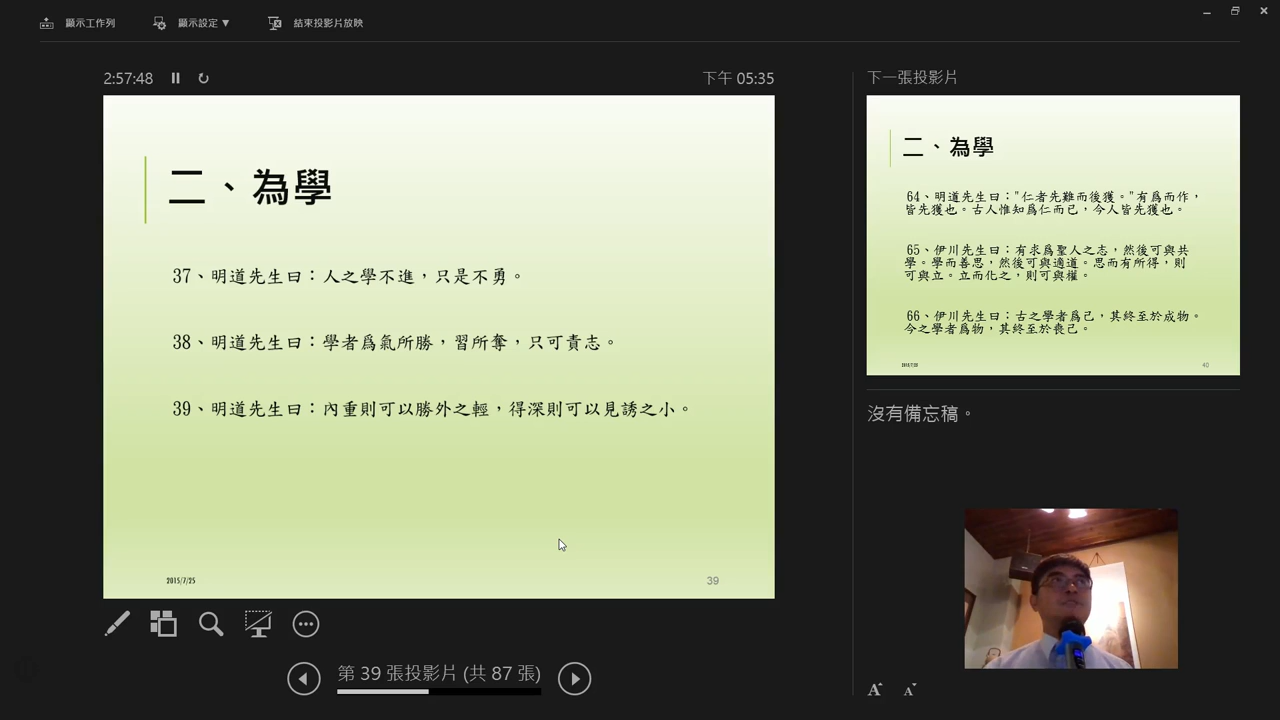 顯示工作列
顯示設定 ▼
結束投影片放映
2:57:48
下午 05:35
二、為學
37、明道先生曰：人之學不進，只是不勇。
38、明道先生曰：學者爲氣所勝，習所奪，只可責志。
39、明道先生曰：內重則可以勝外之輕，得深則可以見誘之小。
2015/7/25
39
第 39 張投影片 (共 87 張)
下一張投影片
二、為學
64、明道先生曰："仁者先難而後獲。"有爲而作，
皆先獲也。古人惟知爲仁而已，今人皆先獲也。
65、伊川先生曰：有求爲聖人之志，然後可與共
學。學而善思，然後可與適道。思而有所得，則
可與立。立而化之，則可與權。
66、伊川先生曰：古之學者爲己，其終至於成物。
今之學者爲物，其終至於喪己。
2015/7/25
40
沒有備忘稿。
A A